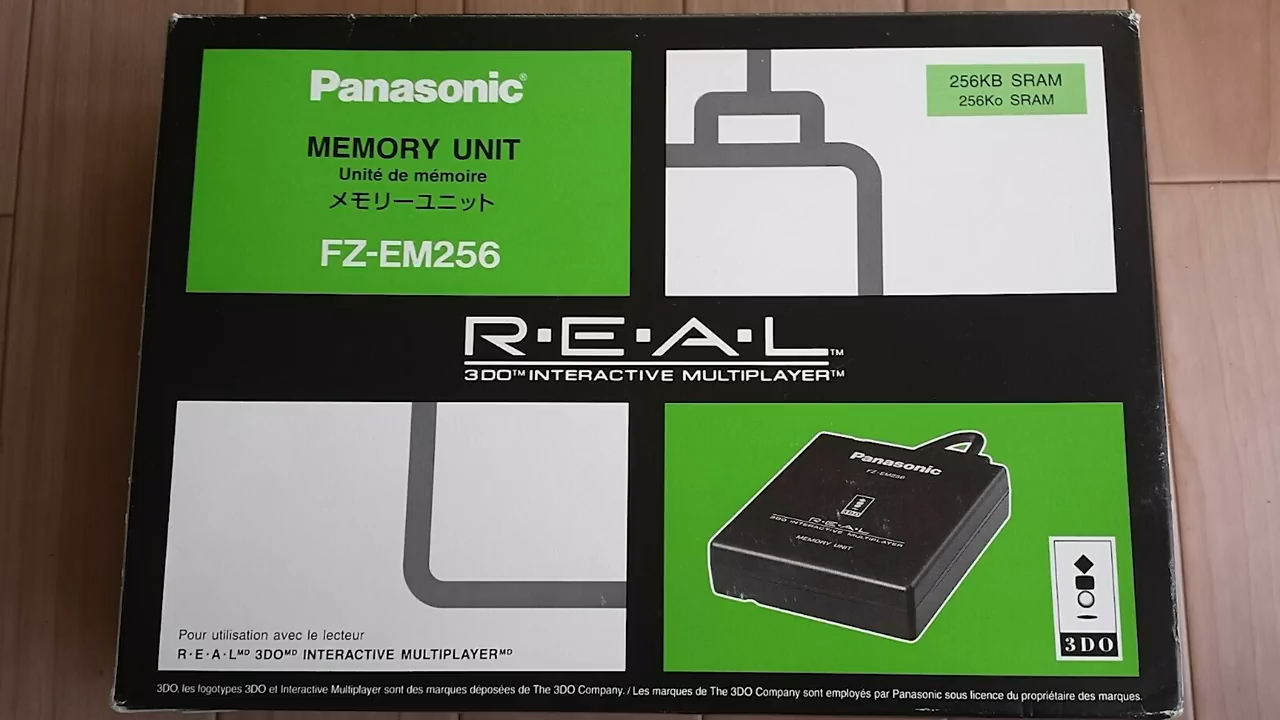 Panasonic®
MEMORY UNIT
Unité de mémoire
メモリーユニット
FZ-EM256
256KB SRAM
256Ko SRAM
R·E·A·L™
3DO™ INTERACTIVE MULTIPLAYER™
Panasonic
FZ-EM256
3DO
R·E·A·L
3DO INTERACTIVE MULTIPLAYER
MEMORY UNIT
3DO
Pour utilisation avec le lecteur
R·E·A·Lᴹᴰ 3DOᴹᴰ INTERACTIVE MULTIPLAYERᴹᴰ
3DO, les logotypes 3DO et Interactive Multiplayer sont des marques déposées de The 3DO Company. / Les marques de The 3DO Company sont employés par Panasonic sous licence du propriétaire des marques.